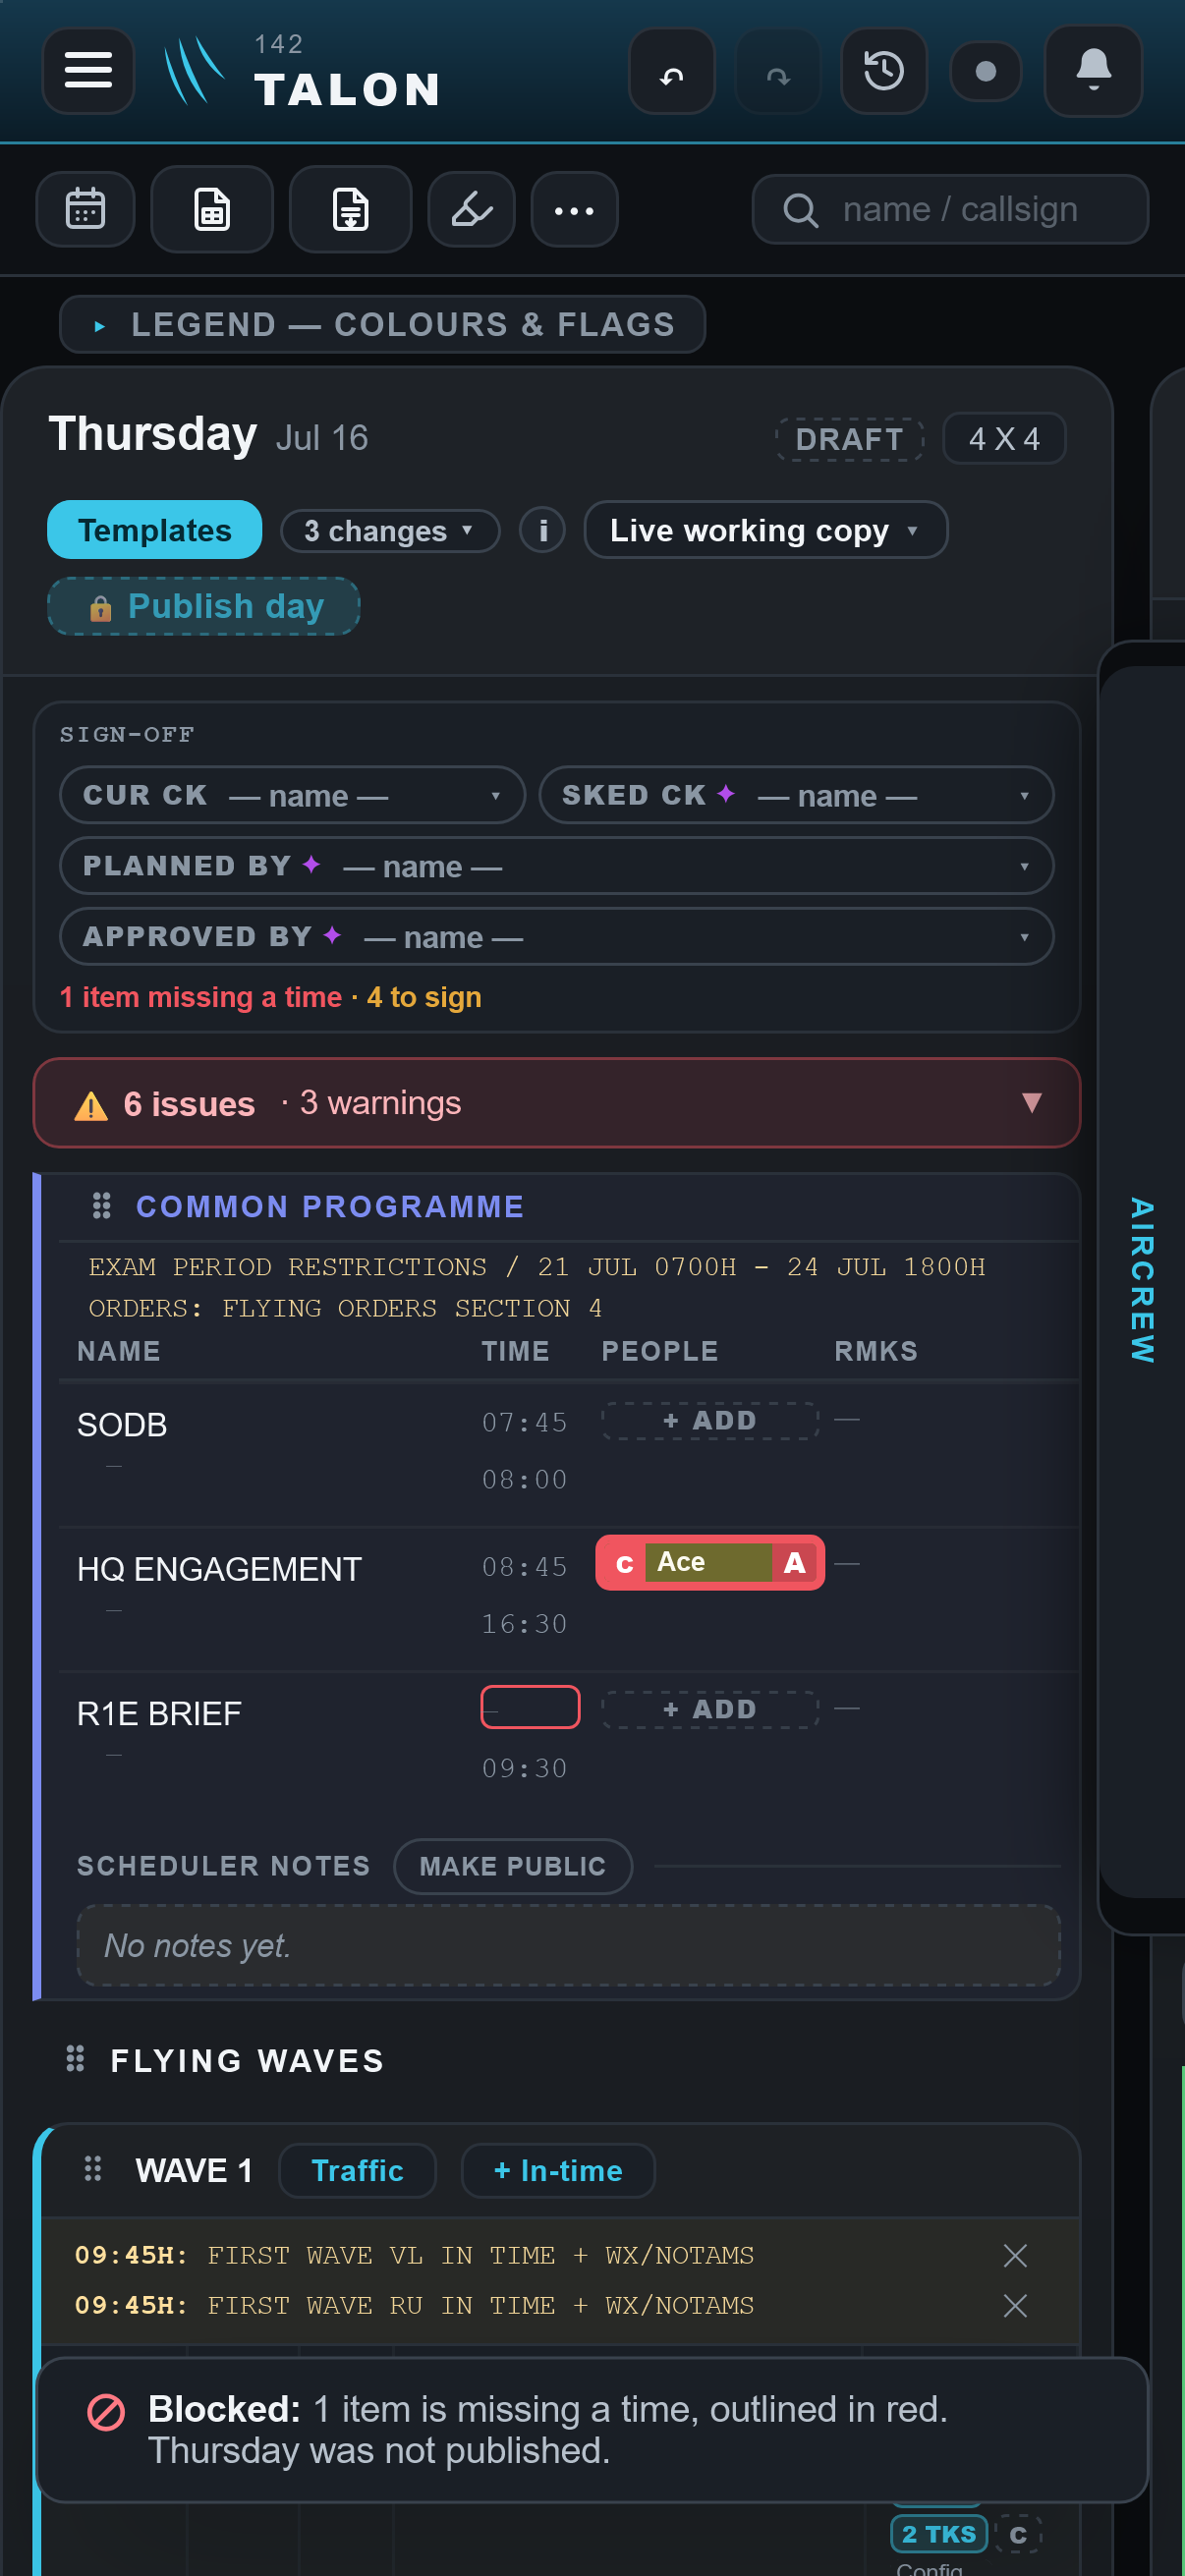 142
TALON
name / callsign
▸ LEGEND — COLOURS & FLAGS
Thursday Jul 16 DRAFT 4 X 4
Templates 3 changes ▾ i Live working copy ▾
Publish day
SIGN-OFF
CUR CK — name — ▾ SKED CK ✦ — name — ▾
PLANNED BY ✦ — name — ▾
APPROVED BY ✦ — name — ▾
1 item missing a time · 4 to sign
6 issues · 3 warnings ▼
COMMON PROGRAMME
EXAM PERIOD RESTRICTIONS / 21 JUL 0700H - 24 JUL 1800H
ORDERS: FLYING ORDERS SECTION 4
NAME TIME PEOPLE RMKS
SODB 07:45 + ADD —
— 08:00
HQ ENGAGEMENT 08:45 C Ace A —
— 16:30
R1E BRIEF — + ADD —
— 09:30
SCHEDULER NOTES MAKE PUBLIC
No notes yet.
AIRCREW
FLYING WAVES
WAVE 1 Traffic + In-time
09:45H: FIRST WAVE VL IN TIME + WX/NOTAMS
09:45H: FIRST WAVE RU IN TIME + WX/NOTAMS
Blocked: 1 item is missing a time, outlined in red.
Thursday was not published.
2 TKS C
Config